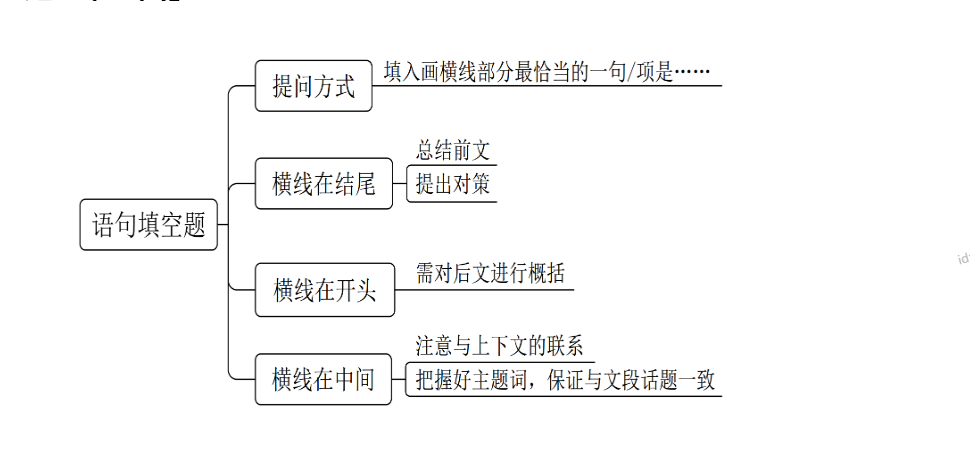 提问方式
填入画横线部分最恰当的一句/项是……
总结前文
横线在结尾
提出对策
语句填空题
需对后文进行概括
横线在开头
注意与上下文的联系
横线在中间
把握好主题词，保证与文段话题一致